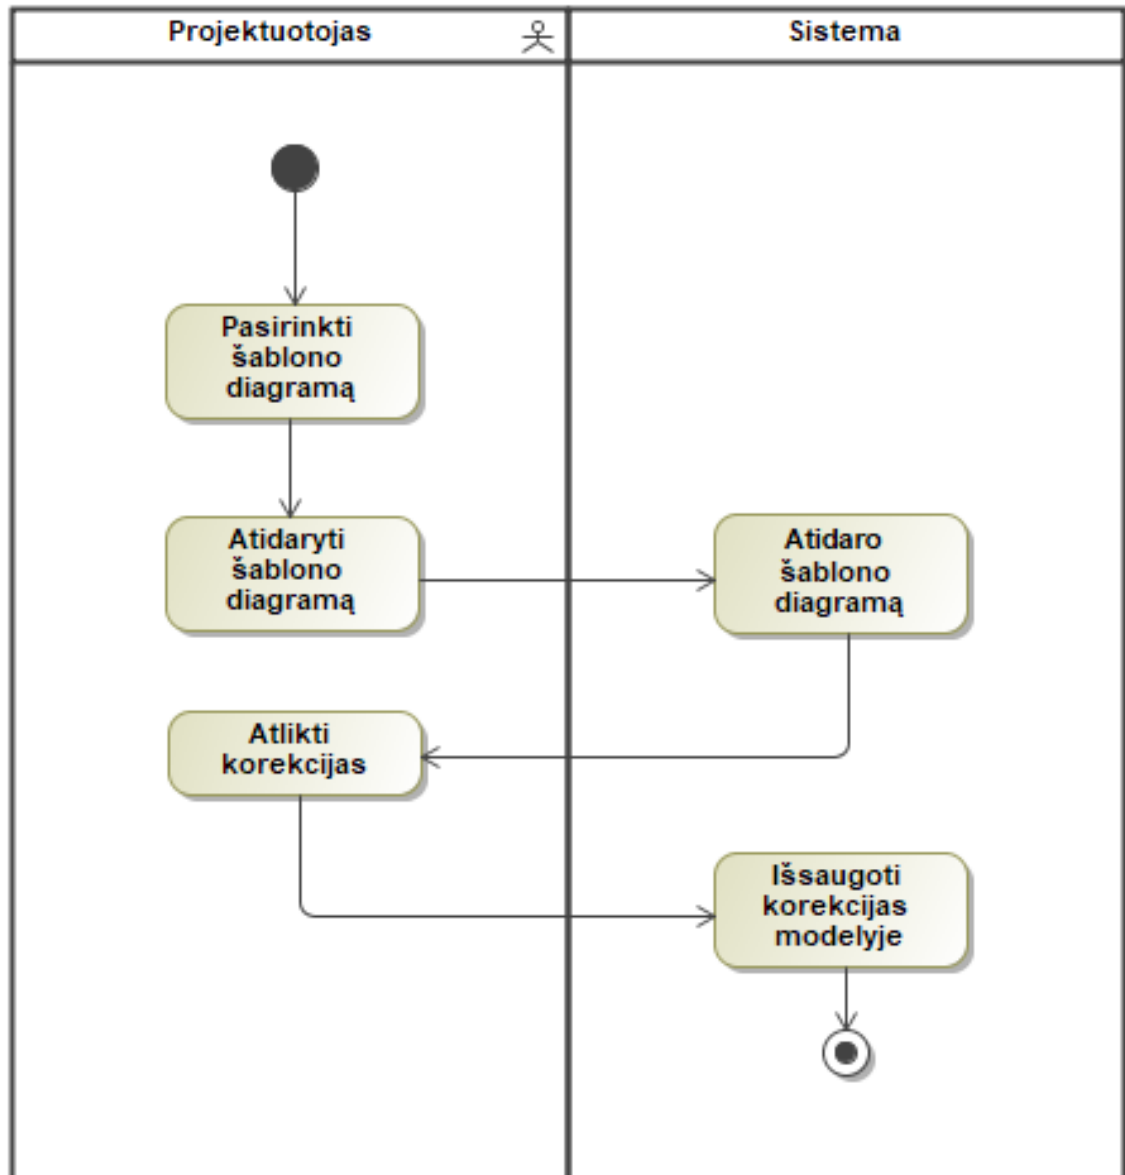 Projektuotojas
Sistema
Pasirinkti
šablono
diagramą
Atidaryti
šablono
diagramą
Atidaro
šablono
diagramą
Atlikti
korekcijas
Išsaugoti
korekcijas
modelyje